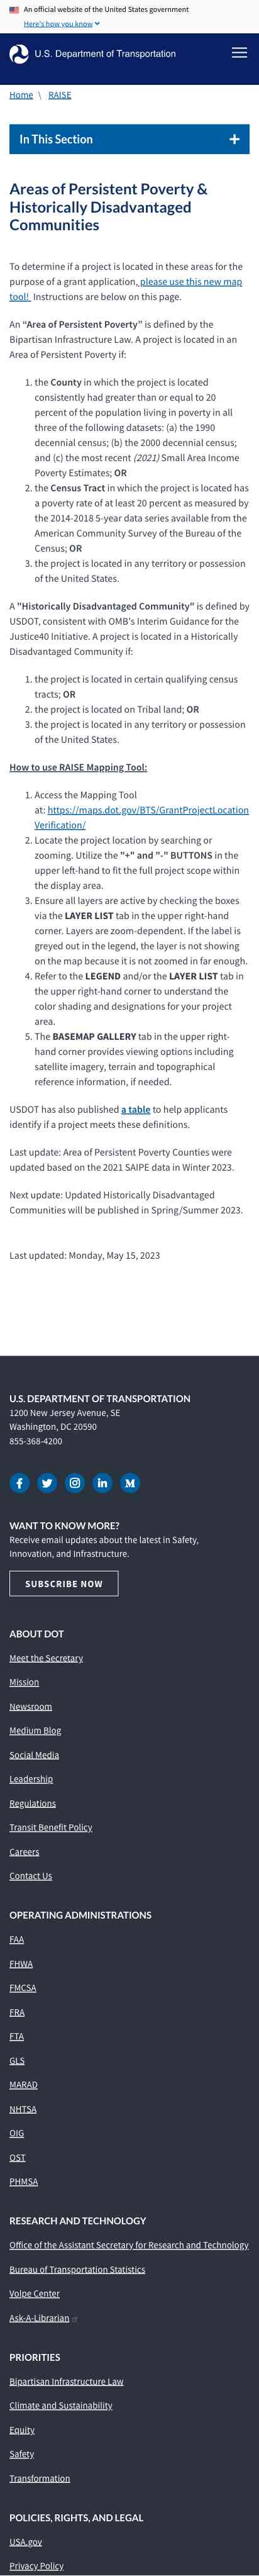 An official website of the United States government
Here's how you know
U.S. Department of Transportation
Home \ RAISE
In This Section
Areas of Persistent Poverty &
Historically Disadvantaged
Communities
To determine if a project is located in these areas for the
purpose of a grant application, please use this new map
tool! Instructions are below on this page.
An “Area of Persistent Poverty” is defined by the
Bipartisan Infrastructure Law. A project is located in an
Area of Persistent Poverty if:
1. the County in which the project is located
consistently had greater than or equal to 20
percent of the population living in poverty in all
three of the following datasets: (a) the 1990
decennial census; (b) the 2000 decennial census;
and (c) the most recent (2021) Small Area Income
Poverty Estimates; OR
2. the Census Tract in which the project is located has
a poverty rate of at least 20 percent as measured by
the 2014-2018 5-year data series available from the
American Community Survey of the Bureau of the
Census; OR
3. the project is located in any territory or possession
of the United States.
A "Historically Disadvantaged Community" is defined by
USDOT, consistent with OMB's Interim Guidance for the
Justice40 Initiative. A project is located in a Historically
Disadvantaged Community if:
1. the project is located in certain qualifying census
tracts; OR
2. the project is located on Tribal land; OR
3. the project is located in any territory or possession
of the United States.
How to use RAISE Mapping Tool:
1. Access the Mapping Tool
at: https://maps.dot.gov/BTS/GrantProjectLocation
Verification/
2. Locate the project location by searching or
zooming. Utilize the "+" and "-" BUTTONS in the
upper left-hand to fit the full project scope within
the display area.
3. Ensure all layers are active by checking the boxes
via the LAYER LIST tab in the upper right-hand
corner. Layers are zoom-dependent. If the label is
greyed out in the legend, the layer is not showing
on the map because it is not zoomed in far enough.
4. Refer to the LEGEND and/or the LAYER LIST tab in
the upper right-hand corner to understand the
color shading and designations for your project
area.
5. The BASEMAP GALLERY tab in the upper right-
hand corner provides viewing options including
satellite imagery, terrain and topographical
reference information, if needed.
USDOT has also published a table to help applicants
identify if a project meets these definitions.
Last update: Area of Persistent Poverty Counties were
updated based on the 2021 SAIPE data in Winter 2023.
Next update: Updated Historically Disadvantaged
Communities will be published in Spring/Summer 2023.
Last updated: Monday, May 15, 2023
U.S. DEPARTMENT OF TRANSPORTATION
1200 New Jersey Avenue, SE
Washington, DC 20590
855-368-4200
WANT TO KNOW MORE?
Receive email updates about the latest in Safety,
Innovation, and Infrastructure.
SUBSCRIBE NOW
ABOUT DOT
Meet the Secretary
Mission
Newsroom
Medium Blog
Social Media
Leadership
Regulations
Transit Benefit Policy
Careers
Contact Us
OPERATING ADMINISTRATIONS
FAA
FHWA
FMCSA
FRA
FTA
GLS
MARAD
NHTSA
OIG
OST
PHMSA
RESEARCH AND TECHNOLOGY
Office of the Assistant Secretary for Research and Technology
Bureau of Transportation Statistics
Volpe Center
Ask-A-Librarian
PRIORITIES
Bipartisan Infrastructure Law
Climate and Sustainability
Equity
Safety
Transformation
POLICIES, RIGHTS, AND LEGAL
USA.gov
Privacy Policy